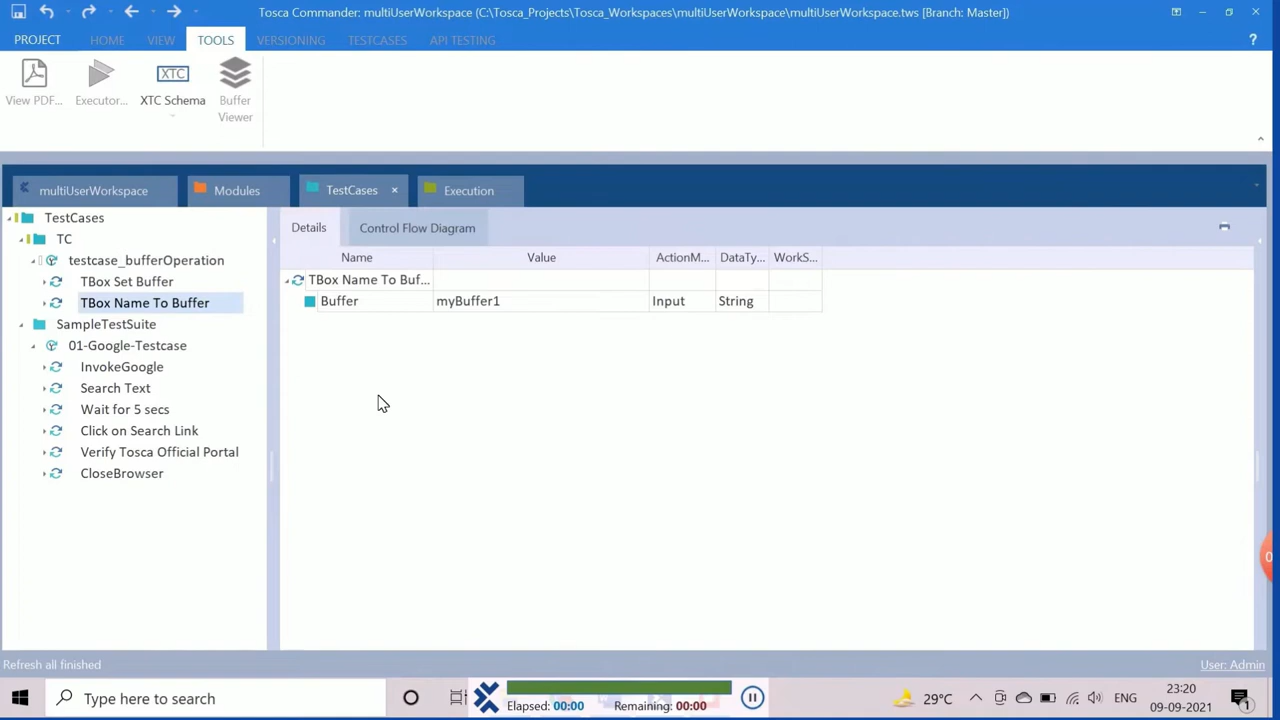 Tosca Commander: multiUserWorkspace (C:\Tosca_Projects\Tosca_Workspaces\multiUserWorkspace\multiUserWorkspace.tws [Branch: Master])
PROJECT HOME VIEW TOOLS VERSIONING TESTCASES API TESTING ?
XTC
View PDF... Executor... XTC Schema Buffer Viewer
multiUserWorkspace Modules TestCases × Execution
TestCases
TC
testcase_bufferOperation
TBox Set Buffer
TBox Name To Buffer
SampleTestSuite
01-Google-Testcase
InvokeGoogle
Search Text
Wait for 5 secs
Click on Search Link
Verify Tosca Official Portal
CloseBrowser
Details Control Flow Diagram
Name Value ActionM... DataTy... WorkS...
TBox Name To Buf...
Buffer myBuffer1 Input String
0
Refresh all finished User: Admin
Type here to search
Elapsed: 00:00 Remaining: 00:00
29°C ENG
23:20
09-09-2021
1